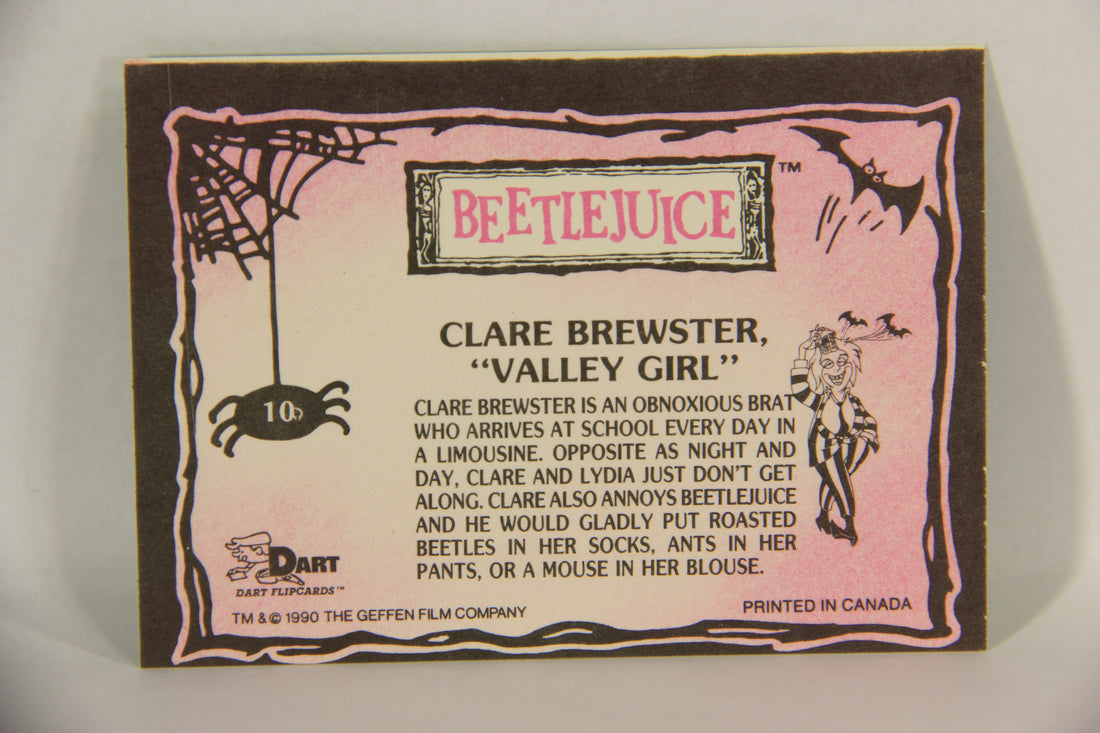 BEETLEJUICE™
CLARE BREWSTER,
“VALLEY GIRL”
10
CLARE BREWSTER IS AN OBNOXIOUS BRAT
WHO ARRIVES AT SCHOOL EVERY DAY IN
A LIMOUSINE. OPPOSITE AS NIGHT AND
DAY, CLARE AND LYDIA JUST DON'T GET
ALONG. CLARE ALSO ANNOYS BEETLEJUICE
AND HE WOULD GLADLY PUT ROASTED
BEETLES IN HER SOCKS, ANTS IN HER
PANTS, OR A MOUSE IN HER BLOUSE.
DART
DART FLIPCARDS™
TM & © 1990 THE GEFFEN FILM COMPANY
PRINTED IN CANADA